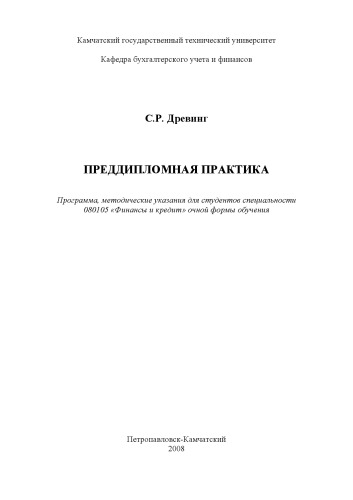 Камчатский государственный технический университет
Кафедра бухгалтерского учета и финансов
С.Р. Древинг
ПРЕДДИПЛОМНАЯ ПРАКТИКА
Программа, методические указания для студентов специальности
080105 «Финансы и кредит» очной формы обучения
Петропавловск-Камчатский
2008